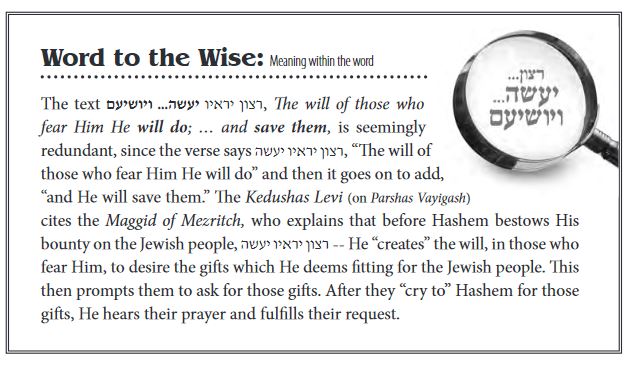 Word to the Wise: Meaning within the word
The text רצון יראיו יעשה... ויושיעם, The will of those who
fear Him He will do; … and save them, is seemingly
redundant, since the verse says רצון יראיו יעשה, “The will of
those who fear Him He will do” and then it goes on to add,
“and He will save them.” The Kedushas Levi (on Parshas Vayigash)
cites the Maggid of Mezritch, who explains that before Hashem bestows His
bounty on the Jewish people, רצון יראיו יעשה -- He “creates” the will, in those who
fear Him, to desire the gifts which He deems fitting for the Jewish people. This
then prompts them to ask for those gifts. After they “cry to” Hashem for those
gifts, He hears their prayer and fulfills their request.
רצון...
יעשה...
ויושיעם